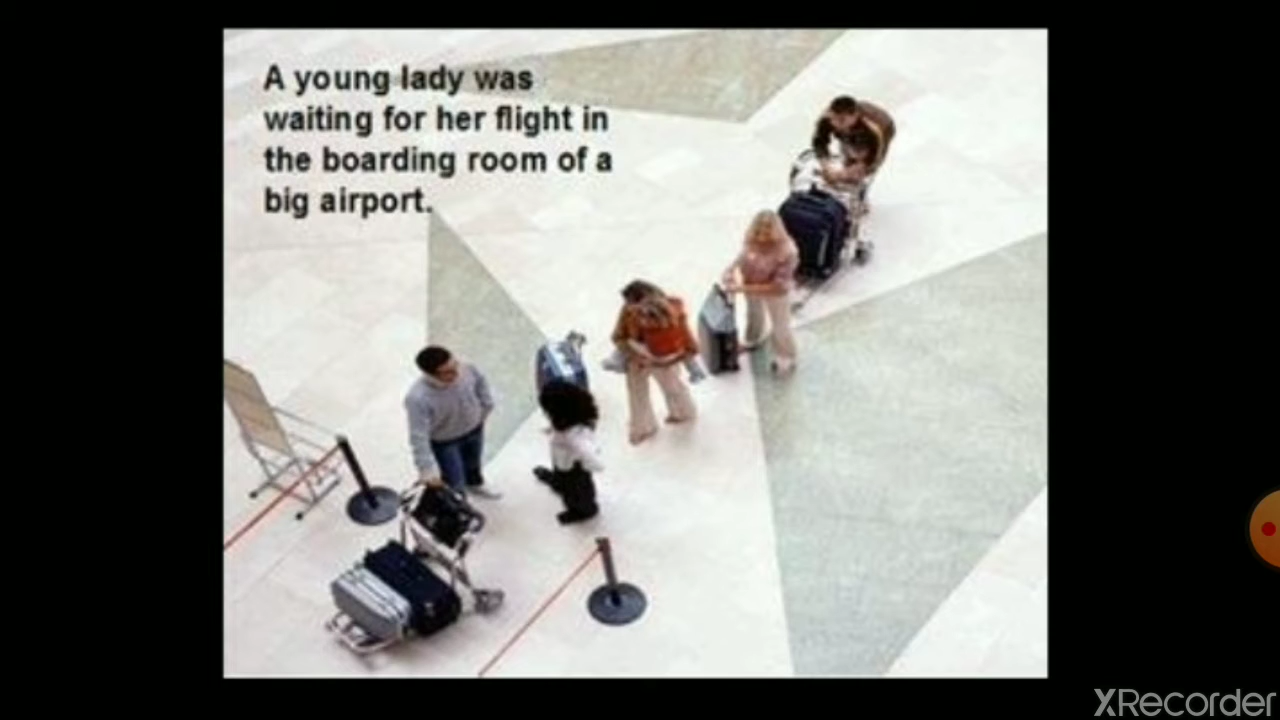 A young lady was
waiting for her flight in
the boarding room of a
big airport.
XRecorder